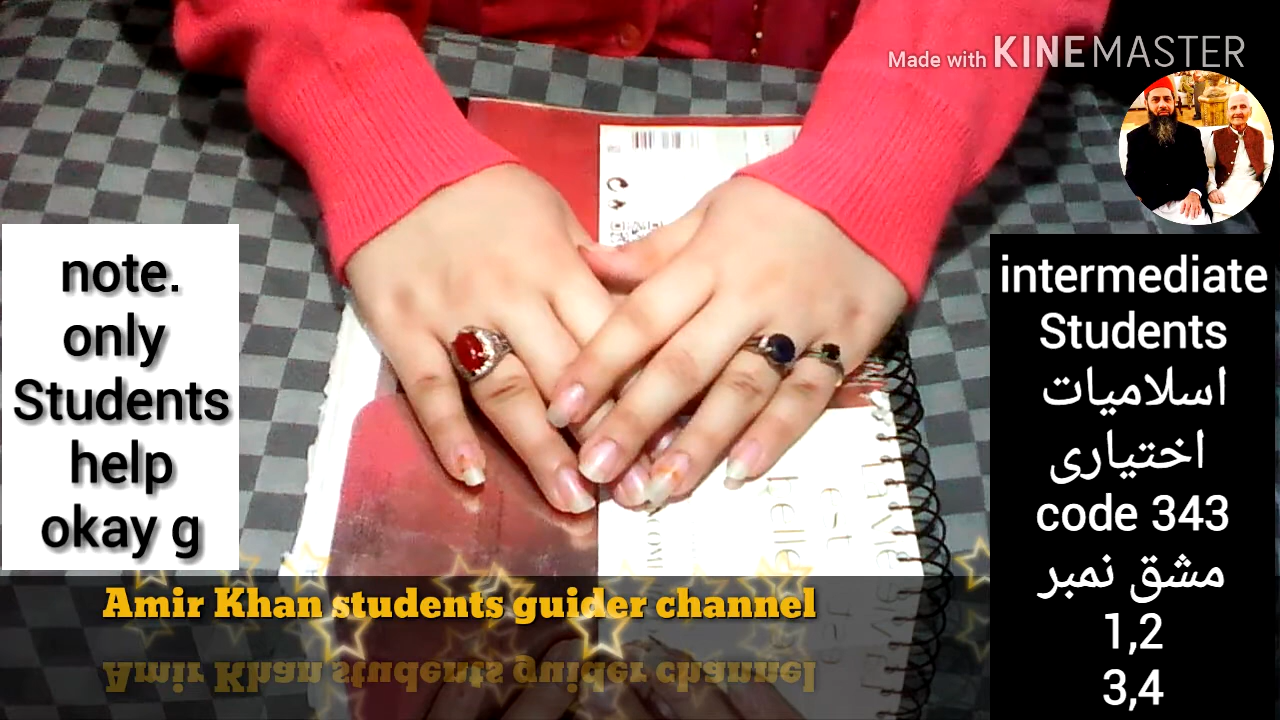 Made with KINEMASTER
note.
only
Students
help
okay g
intermediate
Students
اسلامیات
اختیاری
code 343
مشق نمبر
1,2
3,4
Amir Khan students guider channel